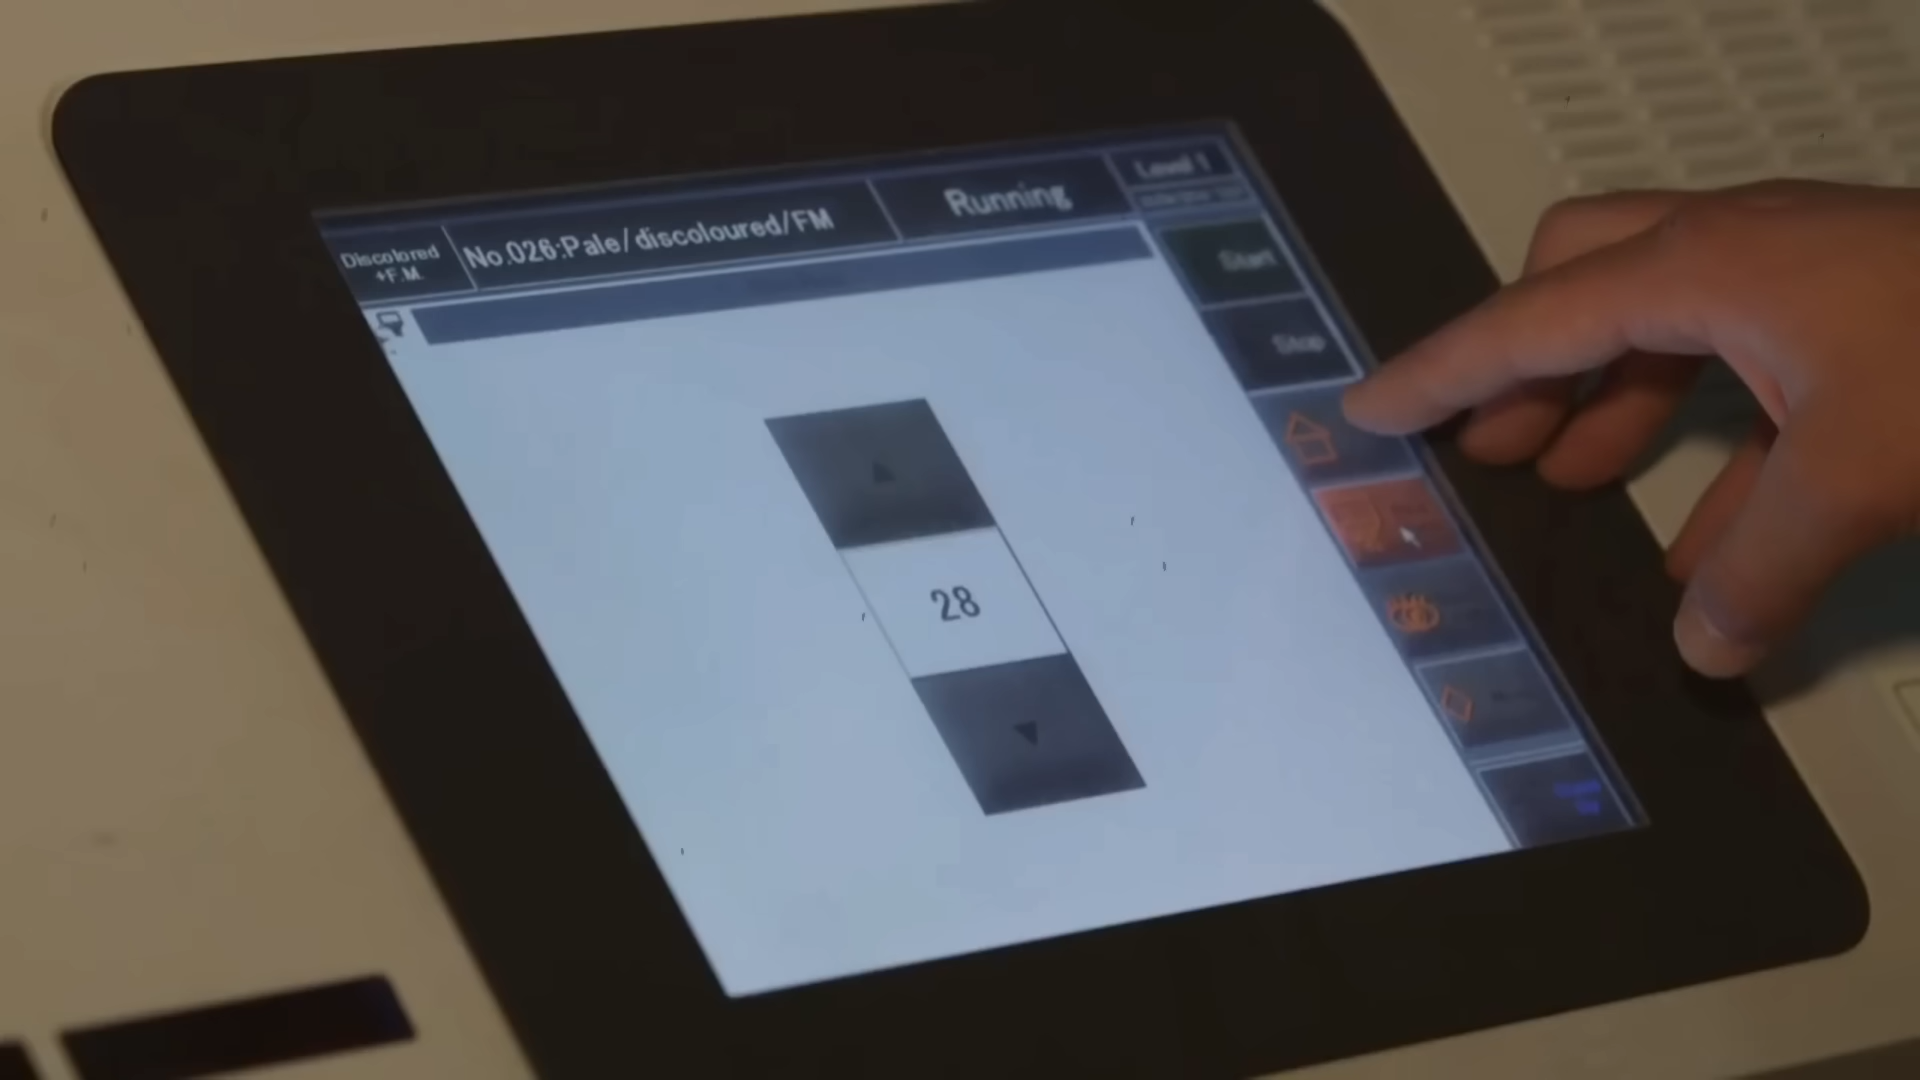 Discolored
+F.M.
No.026:Pale/discoloured/FM
Running
Level 1
Start
Stop
28